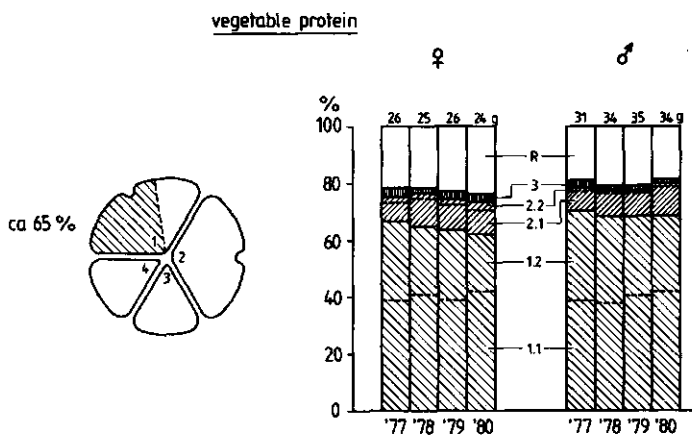 vegetable protein
♀ ♂
%
26 25 26 24 g 31 34 35 34 g
100
R
80
3
2.2
2.1
ca 65 %
60
1.2
1 2 3 4
40
1.1
20
0
'77 '78 '79 '80 '77 '78 '79 '80